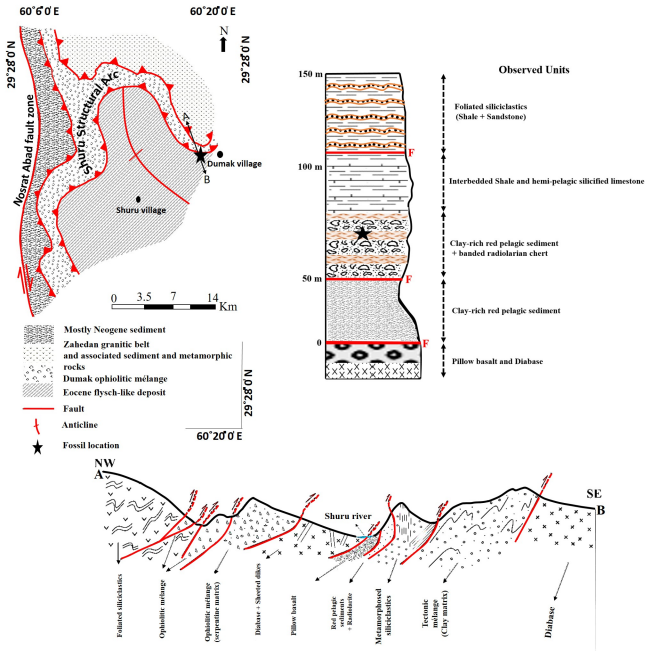 60°6′0″E
60°20′0″E
N
29°28′0″N
29°28′0″N
Nosrat Abad fault zone
Shuru Structural Arc
A
B
Dumak village
Shuru village
0 3.5 7 14
Km
Mostly Neogene sediment
Zahedan granitic belt
and associated sediment and metamorphic
rocks
Dumak ophiolitic mélange
Eocene flysch-like deposit
Fault
Anticline
Fossil location
29°28′0″N
60°20′0″E
Observed Units
150 m
100 m
50 m
0
F
F
F
Foliated siliciclastics
(Shale + Sandstone)
Interbedded Shale and hemi-pelagic silicified limestone
Clay-rich red pelagic sediment
+ banded radiolarian chert
Clay-rich red pelagic sediment
Pillow basalt and Diabase
NW
A
SE
B
Shuru river
Foliated siliciclastics
Ophiolitic mélange
Ophiolitic mélange
(serpentine matrix)
Diabase + Sheeted dikes
Pillow basalt
Red pelagic
sediments
+ Radiolarite
Metamorphosed
siliciclastics
Tectonic
mélange
(Clay matrix)
Diabase